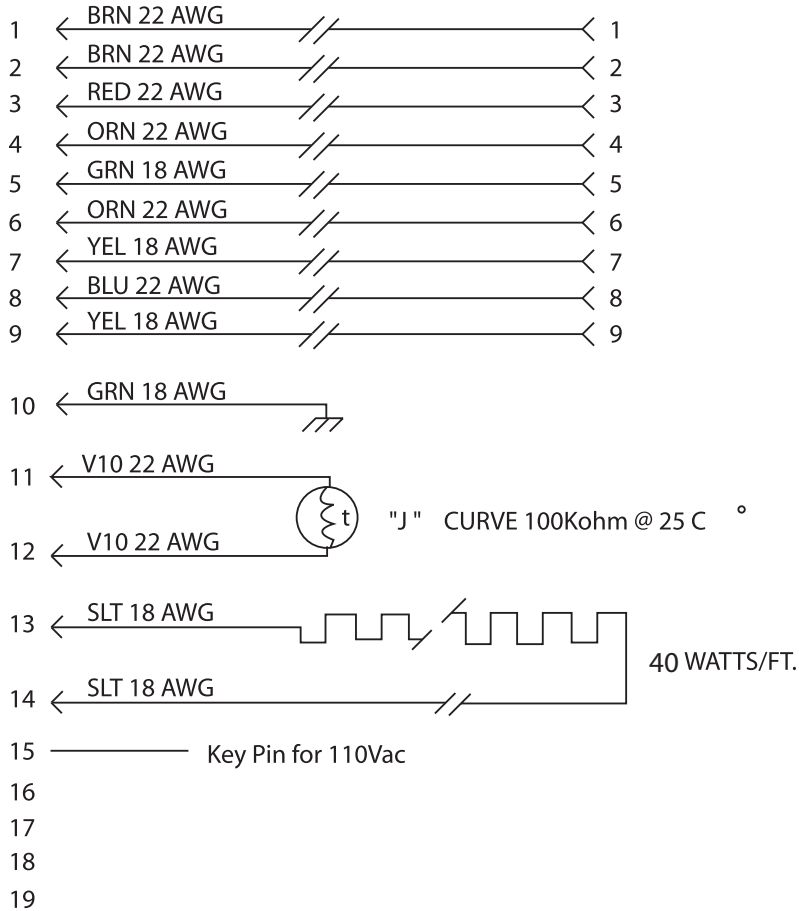 1 BRN 22 AWG 1
2 BRN 22 AWG 2
3 RED 22 AWG 3
4 ORN 22 AWG 4
5 GRN 18 AWG 5
6 ORN 22 AWG 6
7 YEL 18 AWG 7
8 BLU 22 AWG 8
9 YEL 18 AWG 9
10 GRN 18 AWG
11 V10 22 AWG
t "J " CURVE 100Kohm @ 25 C °
12 V10 22 AWG
13 SLT 18 AWG
40 WATTS/FT.
14 SLT 18 AWG
15 Key Pin for 110Vac
16
17
18
19